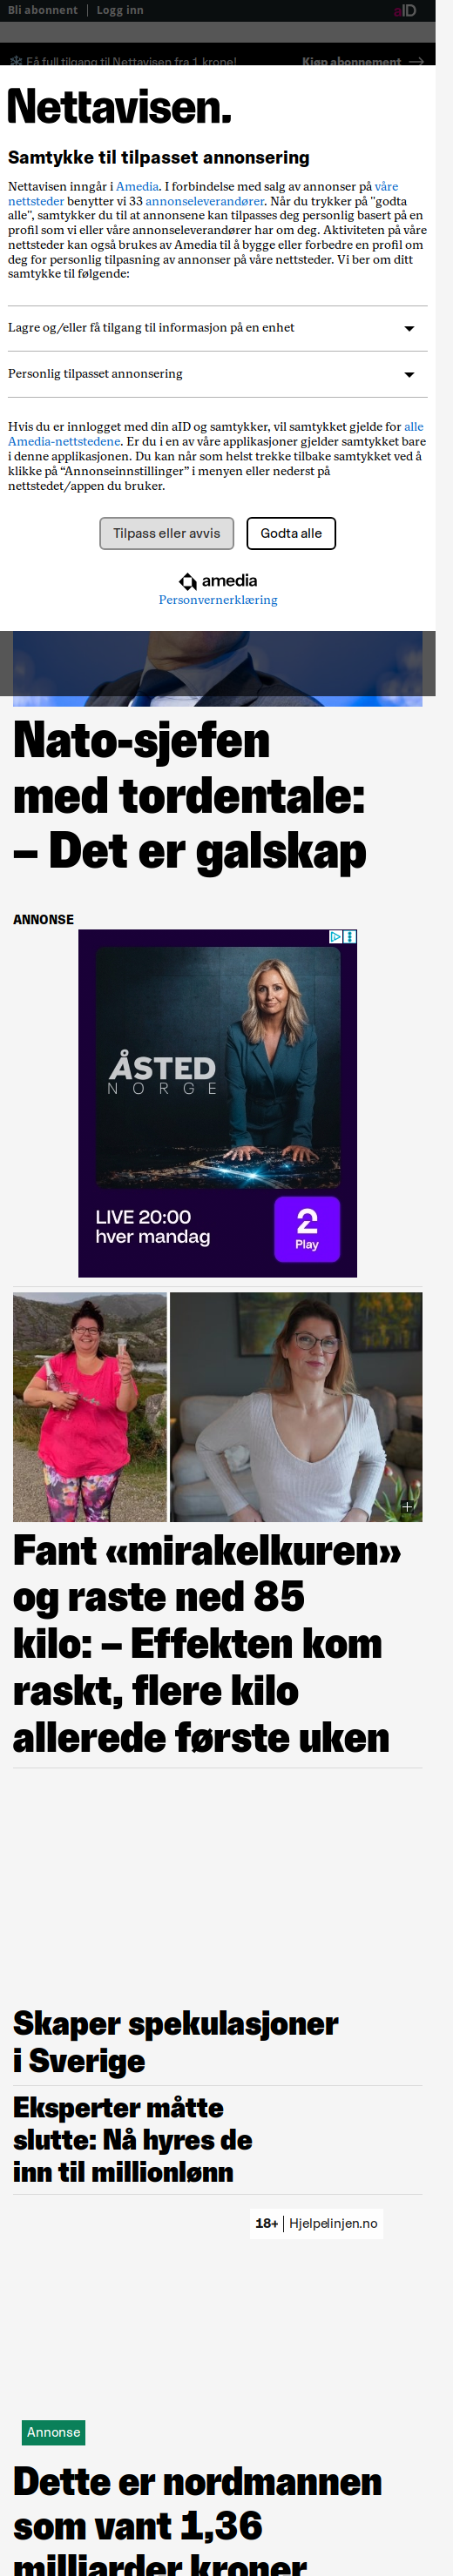 Bli abonnent | Logg inn
aID
Få full tilgang til Nettavisen fra 1 krone!
Kjøp abonnement →
Nettavisen.
Samtykke til tilpasset annonsering
Nettavisen inngår i Amedia. I forbindelse med salg av annonser på våre
nettsteder benytter vi 33 annonseleverandører. Når du trykker på "godta
alle", samtykker du til at annonsene kan tilpasses deg personlig basert på en
profil som vi eller våre annonseleverandører har om deg. Aktiviteten på våre
nettsteder kan også brukes av Amedia til å bygge eller forbedre en profil om
deg for personlig tilpasning av annonser på våre nettsteder. Vi ber om ditt
samtykke til følgende:
Lagre og/eller få tilgang til informasjon på en enhet
Personlig tilpasset annonsering
Hvis du er innlogget med din aID og samtykker, vil samtykket gjelde for alle
Amedia-nettstedene. Er du i en av våre applikasjoner gjelder samtykket bare
i denne applikasjonen. Du kan når som helst trekke tilbake samtykket ved å
klikke på “Annonseinnstillinger” i menyen eller nederst på
nettstedet/appen du bruker.
Tilpass eller avvis
Godta alle
amedia
Personvernerklæring
Nato-sjefen
med tordentale:
– Det er galskap
ANNONSE
ÅSTED
NORGE
LIVE 20:00
hver mandag
2
Play
Fant «mirakelkuren»
og raste ned 85
kilo: – Effekten kom
raskt, flere kilo
allerede første uken
Skaper spekulasjoner
i Sverige
Eksperter måtte
slutte: Nå hyres de
inn til millionlønn
18+ | Hjelpelinjen.no
Annonse
Dette er nordmannen
som vant 1,36
milliarder kroner